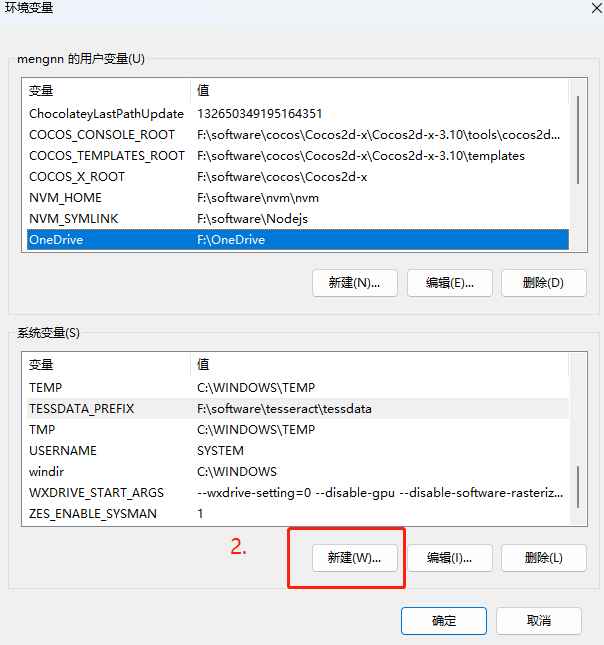 环境变量
mengnn 的用户变量(U)
变量 值
ChocolateyLastPathUpdate 132650349195164351
COCOS_CONSOLE_ROOT F:\software\cocos\Cocos2d-x\Cocos2d-x-3.10\tools\cocos2d...
COCOS_TEMPLATES_ROOT F:\software\cocos\Cocos2d-x\Cocos2d-x-3.10\templates
COCOS_X_ROOT F:\software\cocos\Cocos2d-x
NVM_HOME F:\software\nvm\nvm
NVM_SYMLINK F:\software\Nodejs
OneDrive F:\OneDrive
新建(N)... 编辑(E)... 删除(D)
系统变量(S)
变量 值
TEMP C:\WINDOWS\TEMP
TESSDATA_PREFIX F:\software\tesseract\tessdata
TMP C:\WINDOWS\TEMP
USERNAME SYSTEM
windir C:\WINDOWS
WXDRIVE_START_ARGS --wxdrive-setting=0 --disable-gpu --disable-software-rasteriz...
ZES_ENABLE_SYSMAN 1
2.
新建(W)... 编辑(I)... 删除(L)
确定 取消